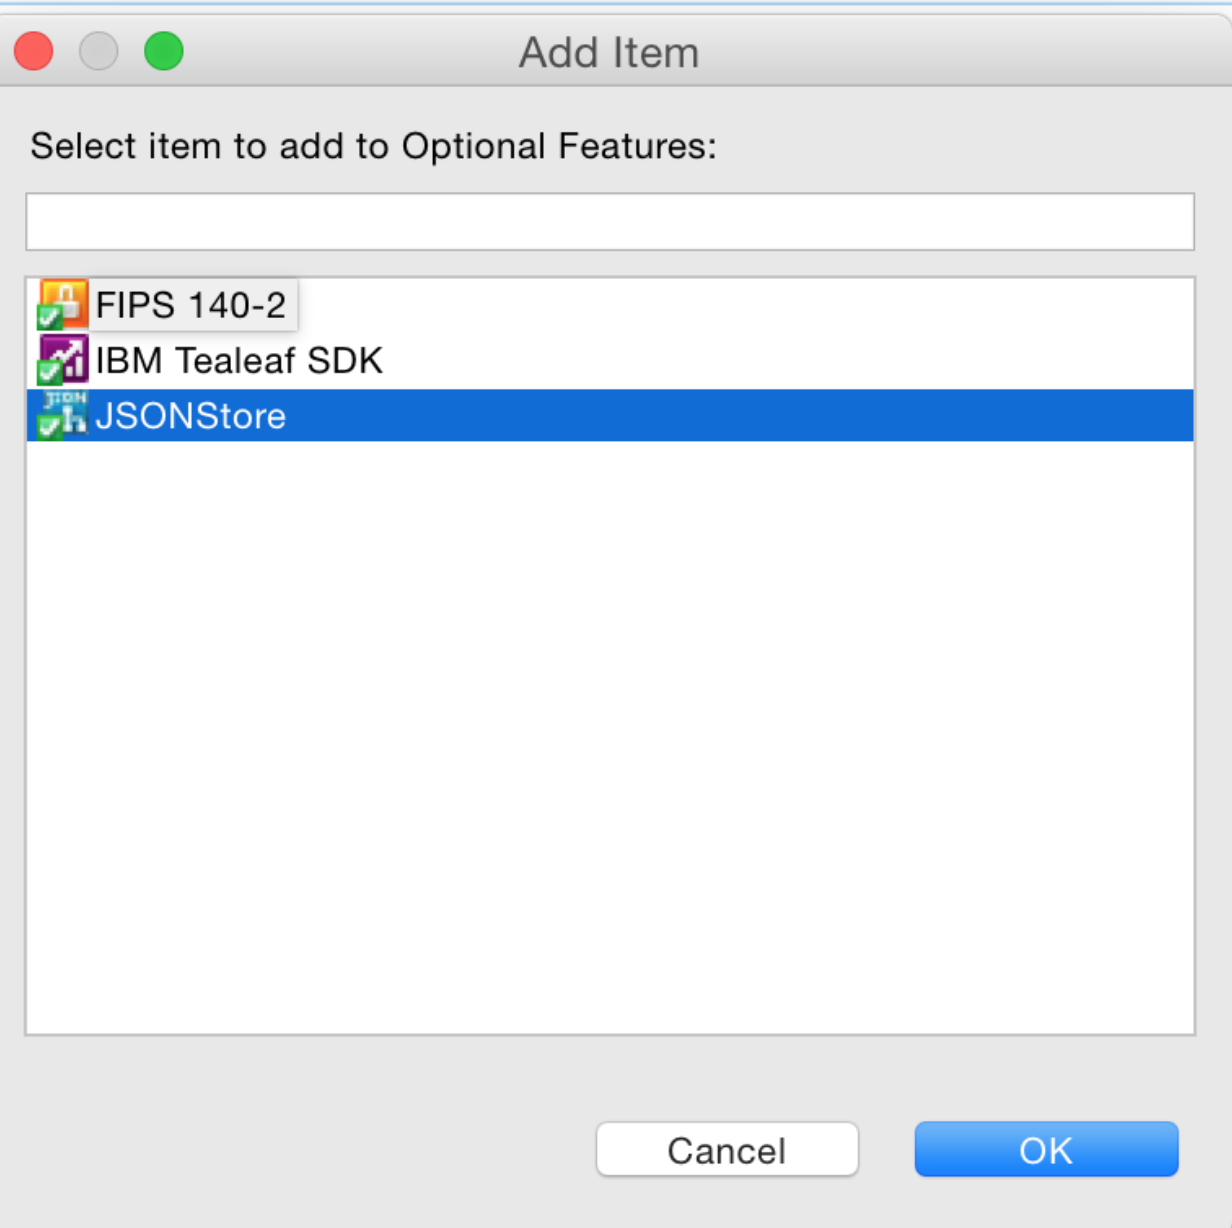 Add Item
Select item to add to Optional Features:
FIPS 140-2
IBM Tealeaf SDK
JSONStore
Cancel
OK